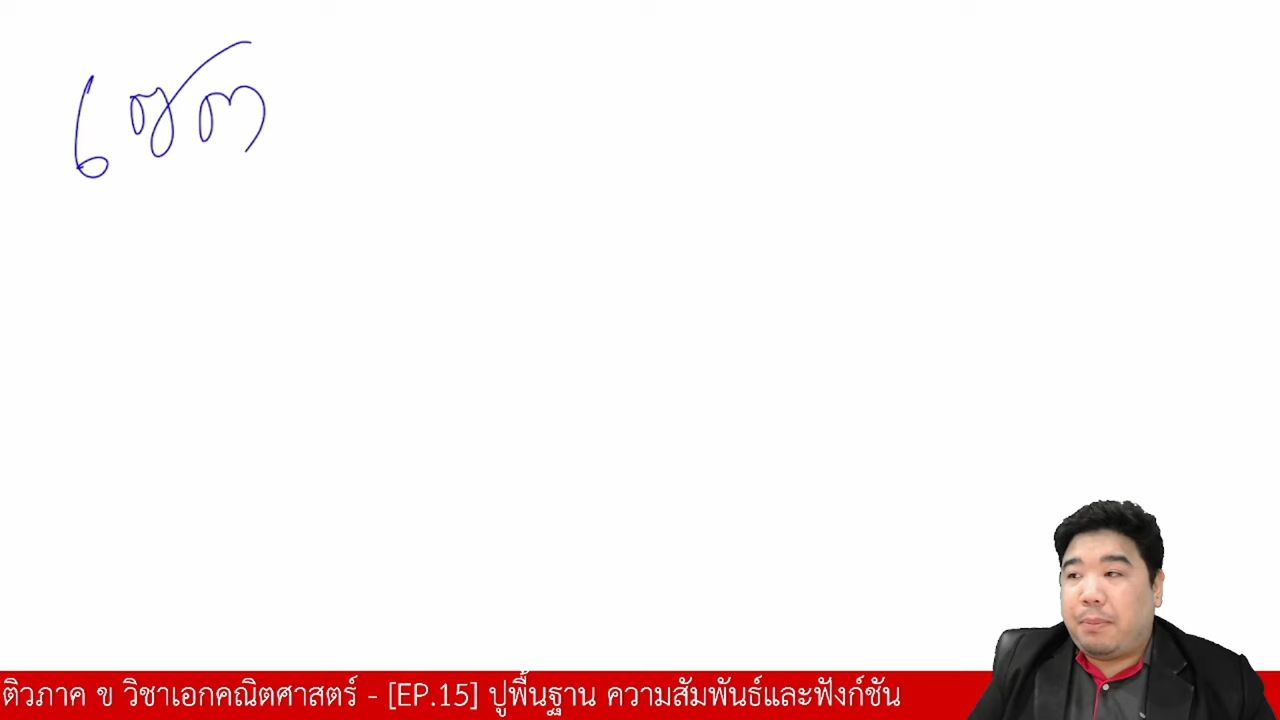 เซต
ติวภาค ข วิชาเอกคณิตศาสตร์ - [EP.15] ปูพื้นฐาน ความสัมพันธ์และฟังก์ชัน